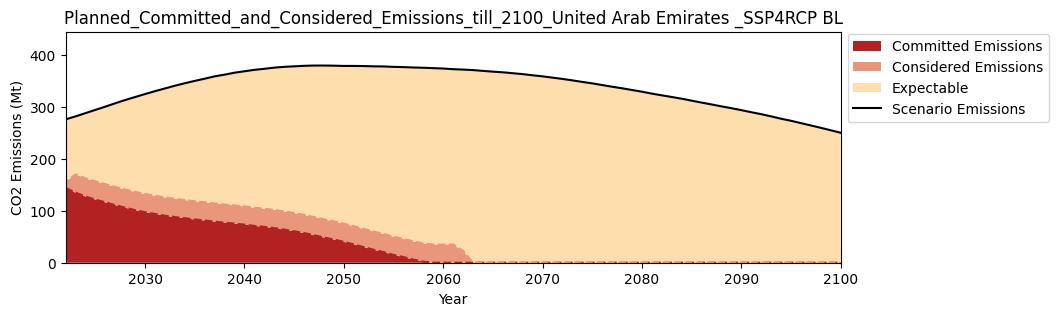 Planned_Committed_and_Considered_Emissions_till_2100_United Arab Emirates _SSP4RCP BL
CO2 Emissions (Mt)
400
300
200
100
0
2030
2040
2050
2060
2070
2080
2090
2100
Year
Committed Emissions
Considered Emissions
Expectable
Scenario Emissions